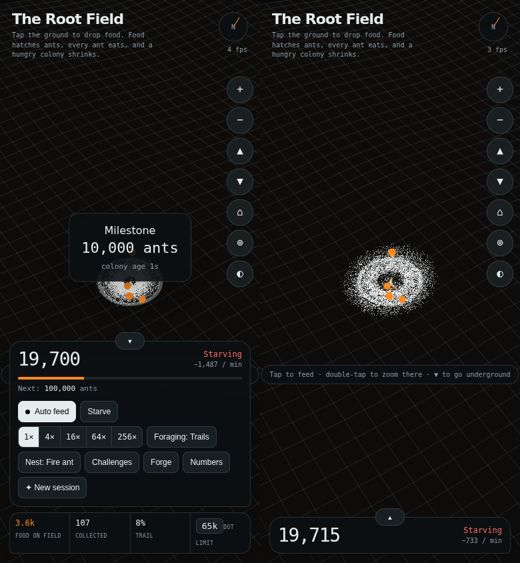 The Root Field
Tap the ground to drop food. Food
hatches ants, every ant eats, and a
hungry colony shrinks.
N
4 fps
+
−
▲
▼
⌂
⊕
◐
Milestone
10,000 ants
colony age 1s
▾
19,700
Starving
−1,487 / min
Next: 100,000 ants
● Auto feed
Starve
1× 4× 16× 64× 256×
Foraging: Trails
Nest: Fire ant
Challenges
Forge
Numbers
✦ New session
3.6k
FOOD ON FIELD
107
COLLECTED
8%
TRAIL
65k DOT
LIMIT
The Root Field
Tap the ground to drop food. Food
hatches ants, every ant eats, and a
hungry colony shrinks.
N
3 fps
+
−
▲
▼
⌂
⊕
◐
Tap to feed · double-tap to zoom there · ▼ to go underground
▴
19,715
Starving
−733 / min